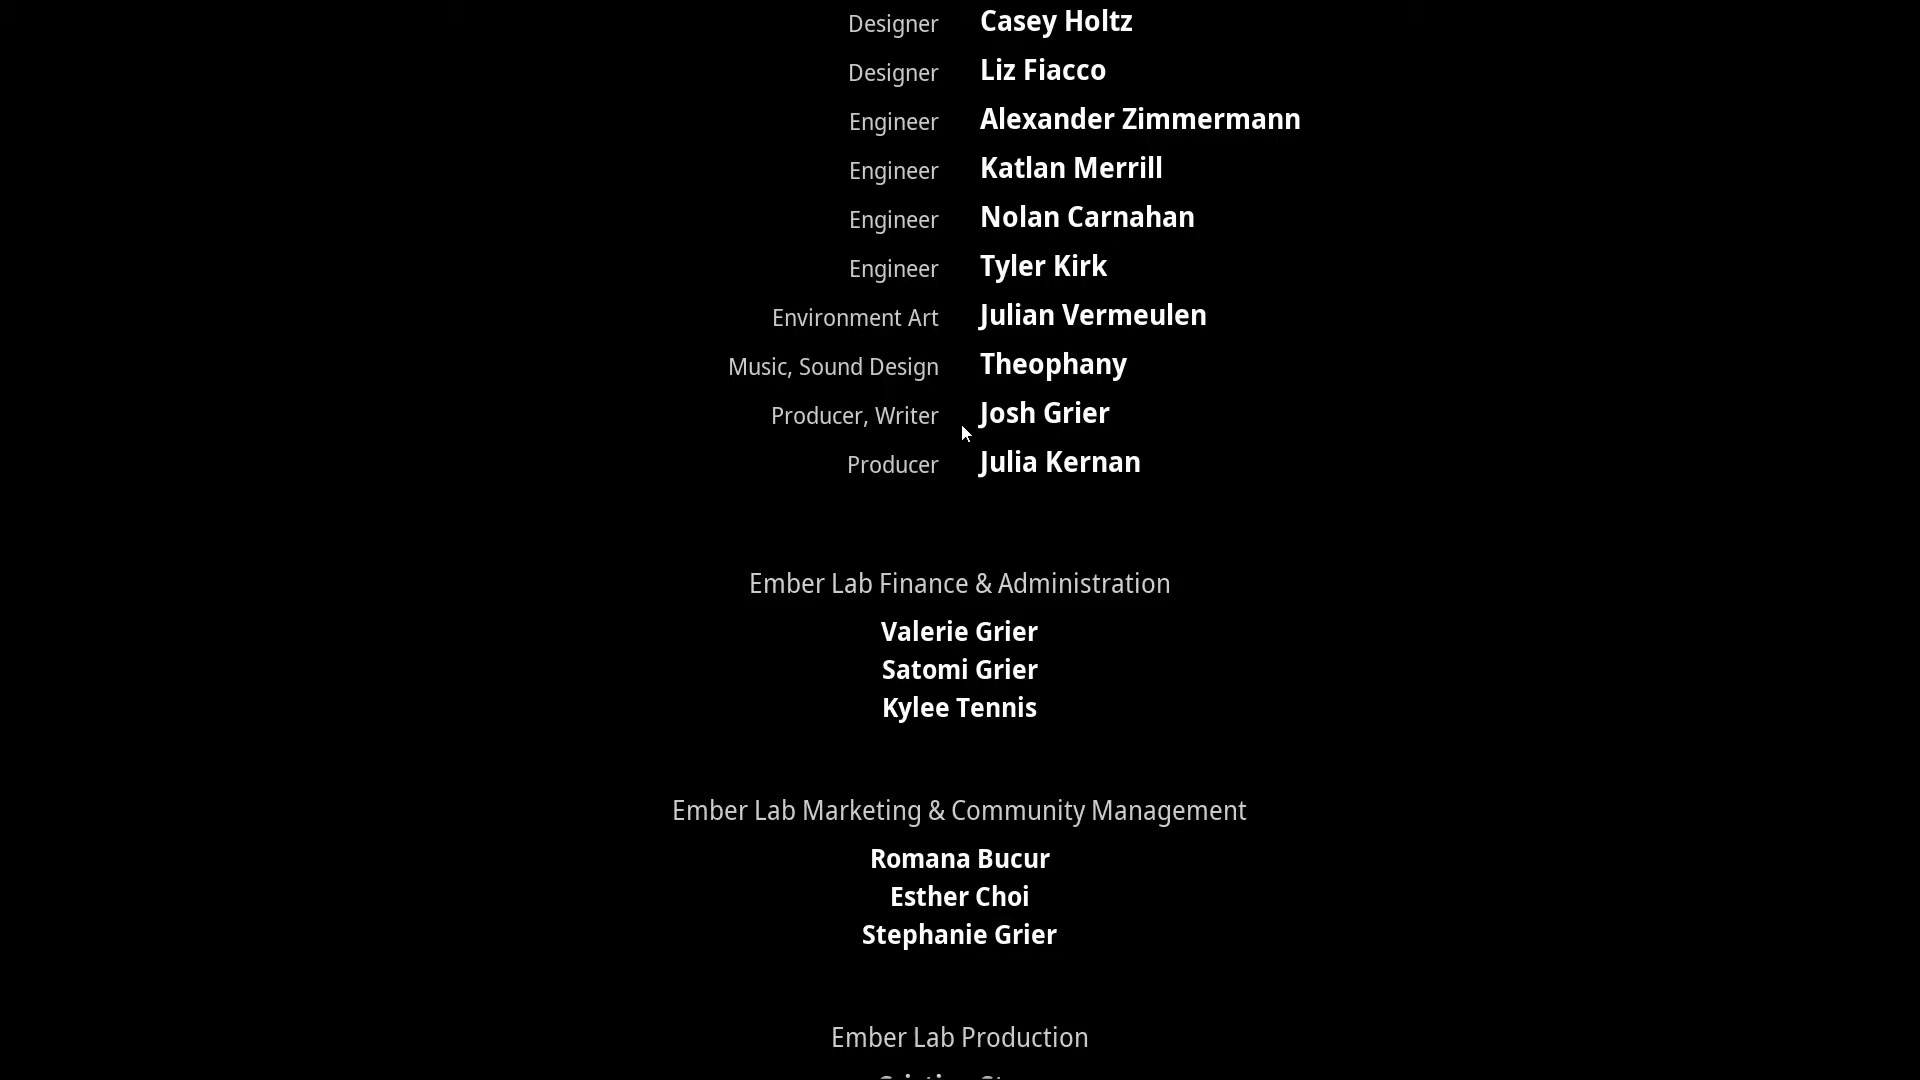 Designer Casey Holtz
Designer Liz Fiacco
Engineer Alexander Zimmermann
Engineer Katlan Merrill
Engineer Nolan Carnahan
Engineer Tyler Kirk
Environment Art Julian Vermeulen
Music, Sound Design Theophany
Producer, Writer Josh Grier
Producer Julia Kernan
Ember Lab Finance & Administration
Valerie Grier
Satomi Grier
Kylee Tennis
Ember Lab Marketing & Community Management
Romana Bucur
Esther Choi
Stephanie Grier
Ember Lab Production